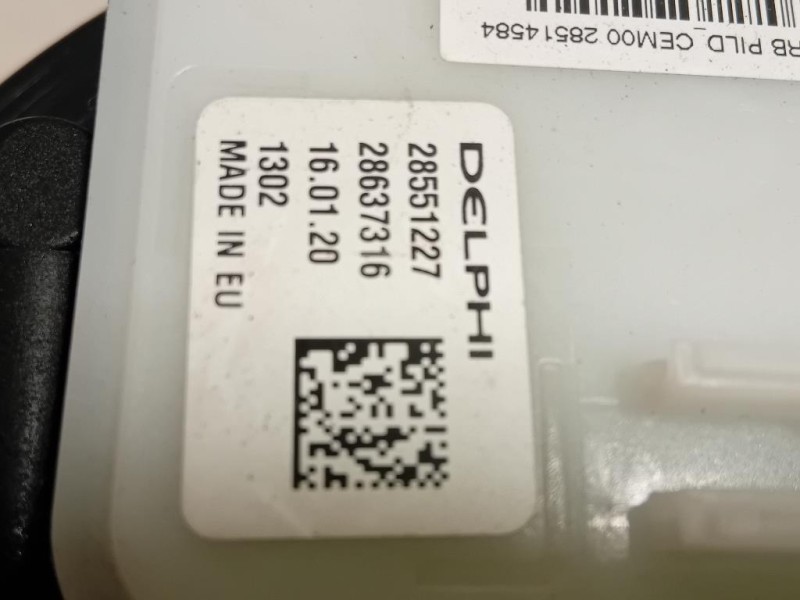 DELPHI
28551227
28637316
16.01.20
1302
MADE IN EU
RB PILD_CEM00 28514584